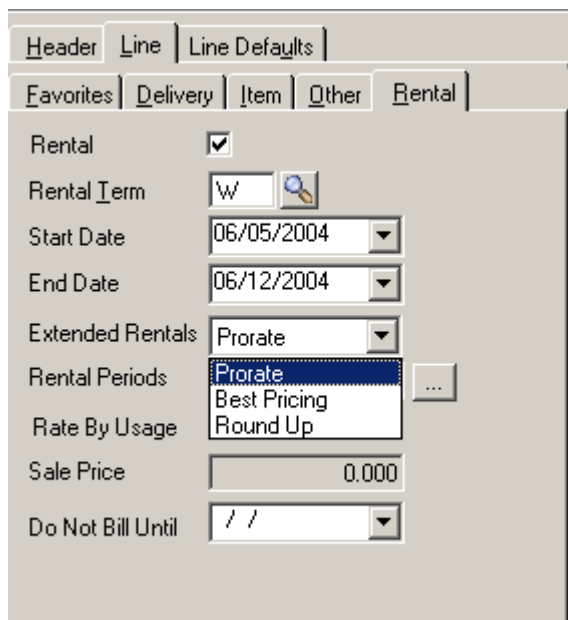 Header Line Line Defaults
Favorites Delivery Item Other Rental
Rental
Rental Term W
Start Date 06/05/2004
End Date 06/12/2004
Extended Rentals Prorate
Rental Periods Prorate ...
Best Pricing
Rate By Usage Round Up
Sale Price 0.000
Do Not Bill Until / /